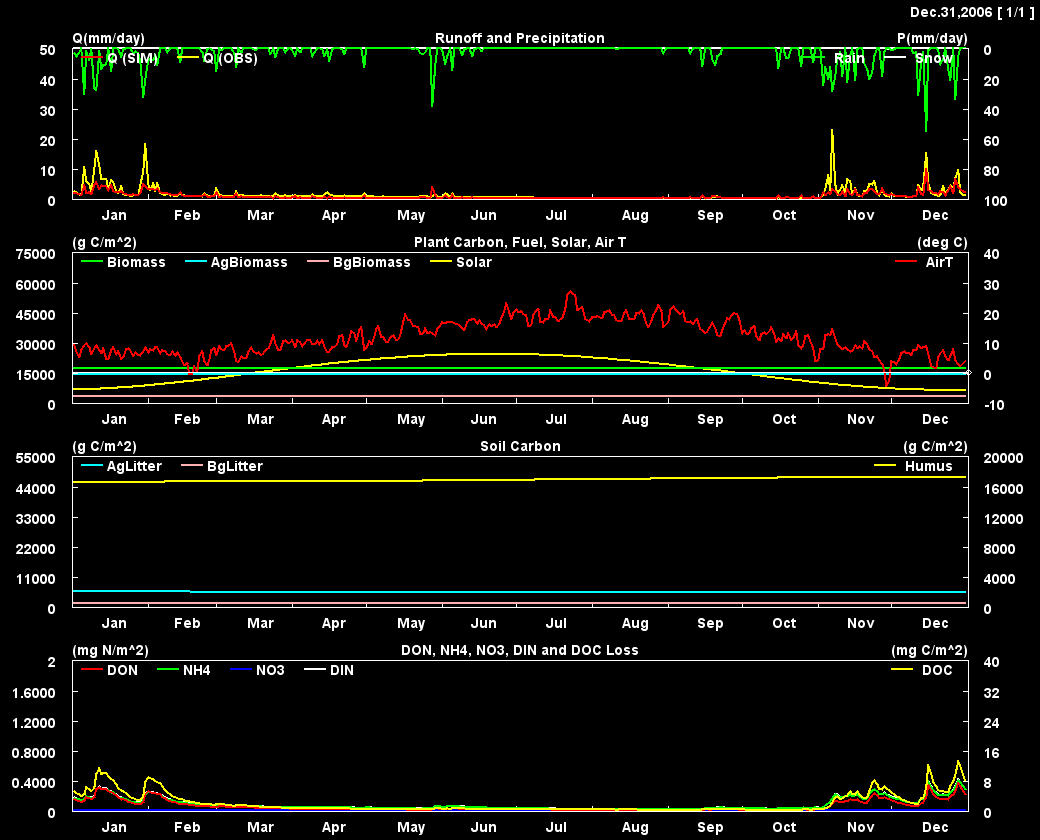 Dec.31,2006 [ 1/1 ]
Q(mm/day) Runoff and Precipitation P(mm/day)
50 Q (SIM) Q (OBS) Rain Snow 0
40 20
30 40
20 60
10 80
0 100
Jan Feb Mar Apr May Jun Jul Aug Sep Oct Nov Dec
(g C/m^2) Plant Carbon, Fuel, Solar, Air T (deg C)
75000 40
Biomass AgBiomass BgBiomass Solar AirT
60000 30
45000 20
30000 10
15000 0
0 -10
Jan Feb Mar Apr May Jun Jul Aug Sep Oct Nov Dec
(g C/m^2) Soil Carbon (g C/m^2)
55000 20000
AgLitter BgLitter Humus
44000 16000
33000 12000
22000 8000
11000 4000
0 0
Jan Feb Mar Apr May Jun Jul Aug Sep Oct Nov Dec
(mg N/m^2) DON, NH4, NO3, DIN and DOC Loss (mg C/m^2)
2 40
DON NH4 NO3 DIN DOC
1.6000 32
1.2000 24
0.8000 16
0.4000 8
0 0
Jan Feb Mar Apr May Jun Jul Aug Sep Oct Nov Dec